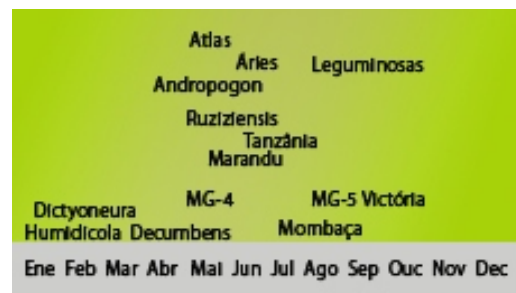 Atlas
Áries Leguminosas
Andropogon
Ruziziensis
Tanzânia
Marandu
MG-4 MG-5 Victória
Dictyoneura
Humidícola Decumbens Mombaça
Ene Feb Mar Abr Mai Jun Jul Ago Sep Ouc Nov Dec